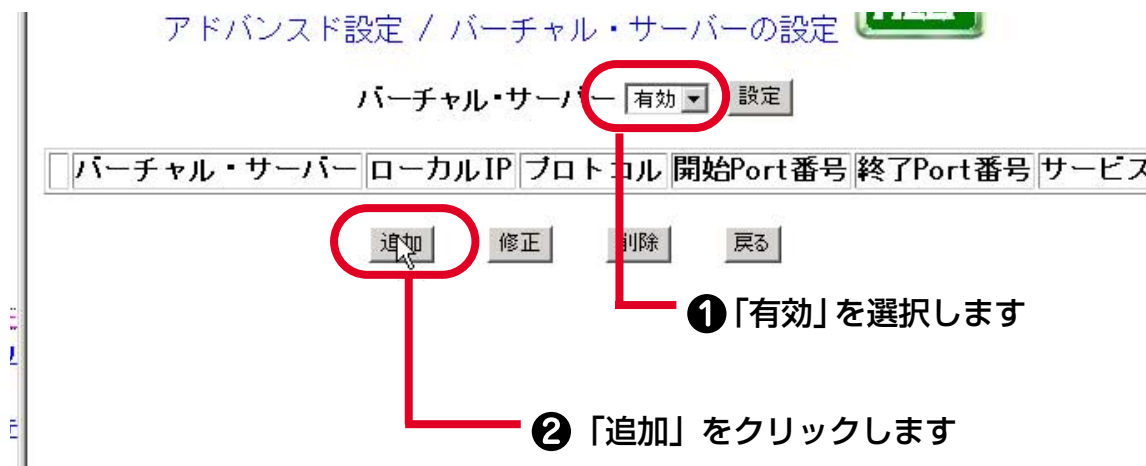 アドバンスド設定 / バーチャル・サーバーの設定
バーチャル・サーバー 有効 設定
バーチャル・サーバー ローカルIP プロトコル 開始Port番号 終了Port番号 サービス
追加 修正 削除 戻る
❶「有効」を選択します
❷「追加」をクリックします